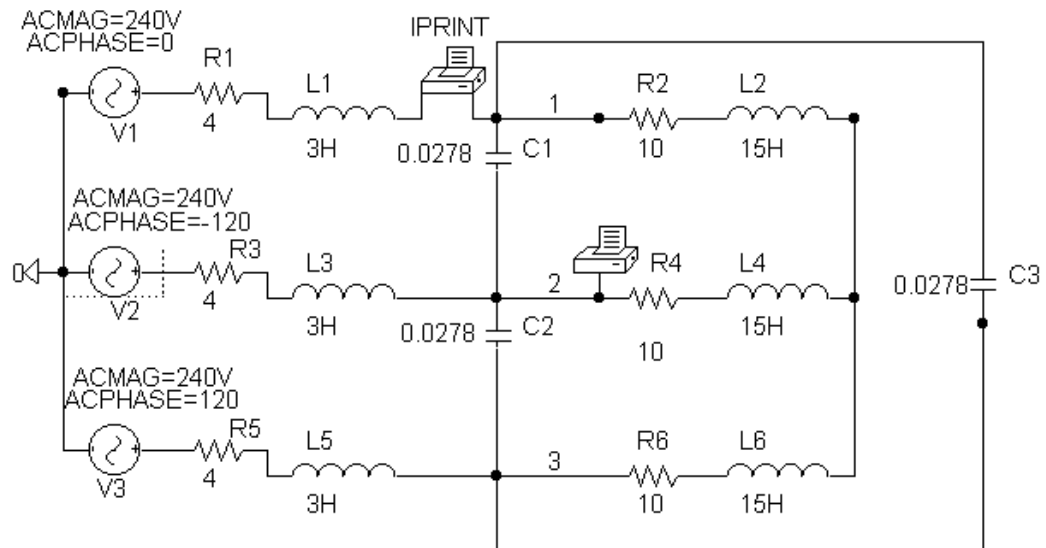 ACMAG=240V
ACPHASE=0
IPRINT
R1
L1
1
R2
L2
V1
4
3H
0.0278
C1
10
15H
ACMAG=240V
ACPHASE=-120
R3
L3
2
R4
L4
0
V2
4
3H
0.0278
C2
10
15H
0.0278
C3
ACMAG=240V
ACPHASE=120
R5
L5
3
R6
L6
V3
4
3H
10
15H